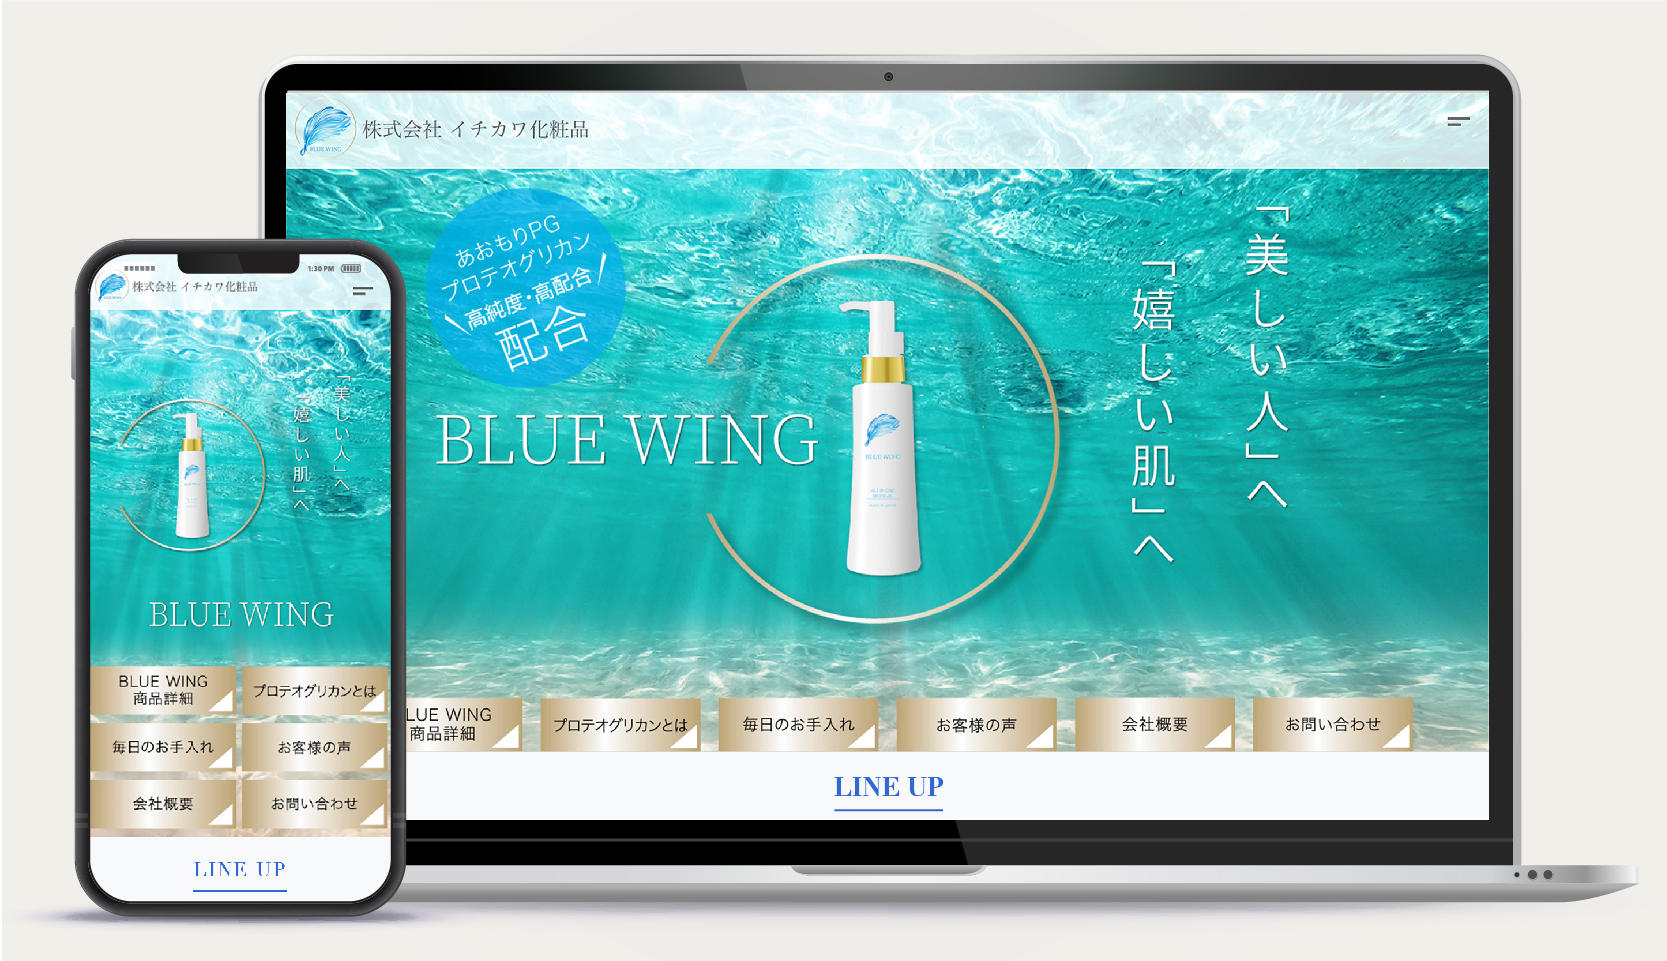 BLUE WING
株式会社 イチカワ化粧品
あおもりPG
プロテオグリカン
高純度・高配合
配合
BLUE WING
「美しい人」へ
「嬉しい肌」へ
BLUE WING
LUE WING
商品詳細
プロテオグリカンとは
毎日のお手入れ
お客様の声
会社概要
お問い合わせ
LINE UP
1:30 PM
株式会社 イチカワ化粧品
「美しい人」へ
「嬉しい肌」へ
BLUE WING
BLUE WING
商品詳細
プロテオグリカンとは
毎日のお手入れ
お客様の声
会社概要
お問い合わせ
LINE UP